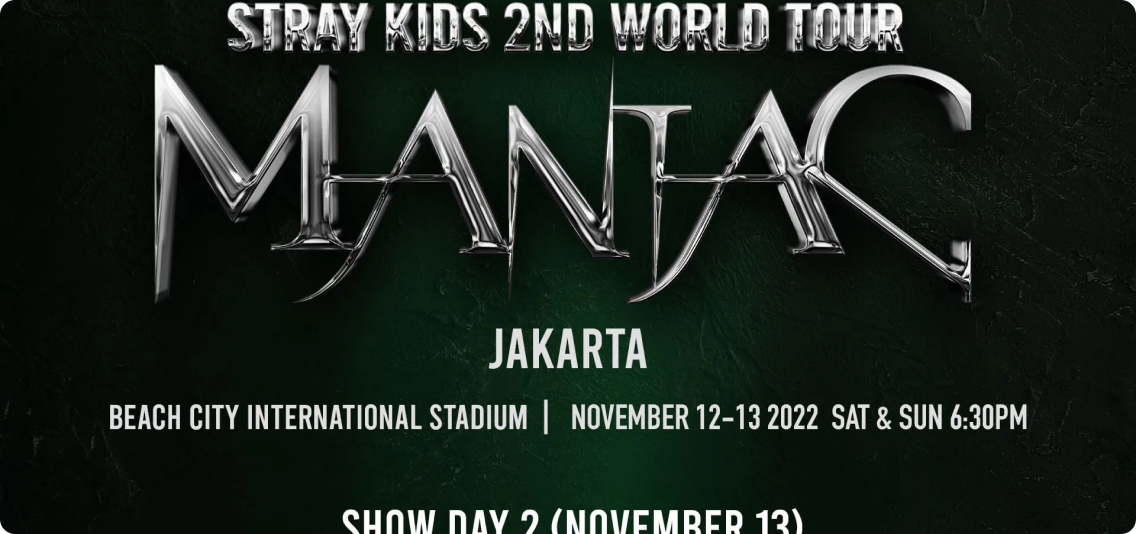 STRAY KIDS 2ND WORLD TOUR
MANIAC
JAKARTA
BEACH CITY INTERNATIONAL STADIUM | NOVEMBER 12-13 2022 SAT & SUN 6:30PM
SHOW DAY 2 (NOVEMBER 13)